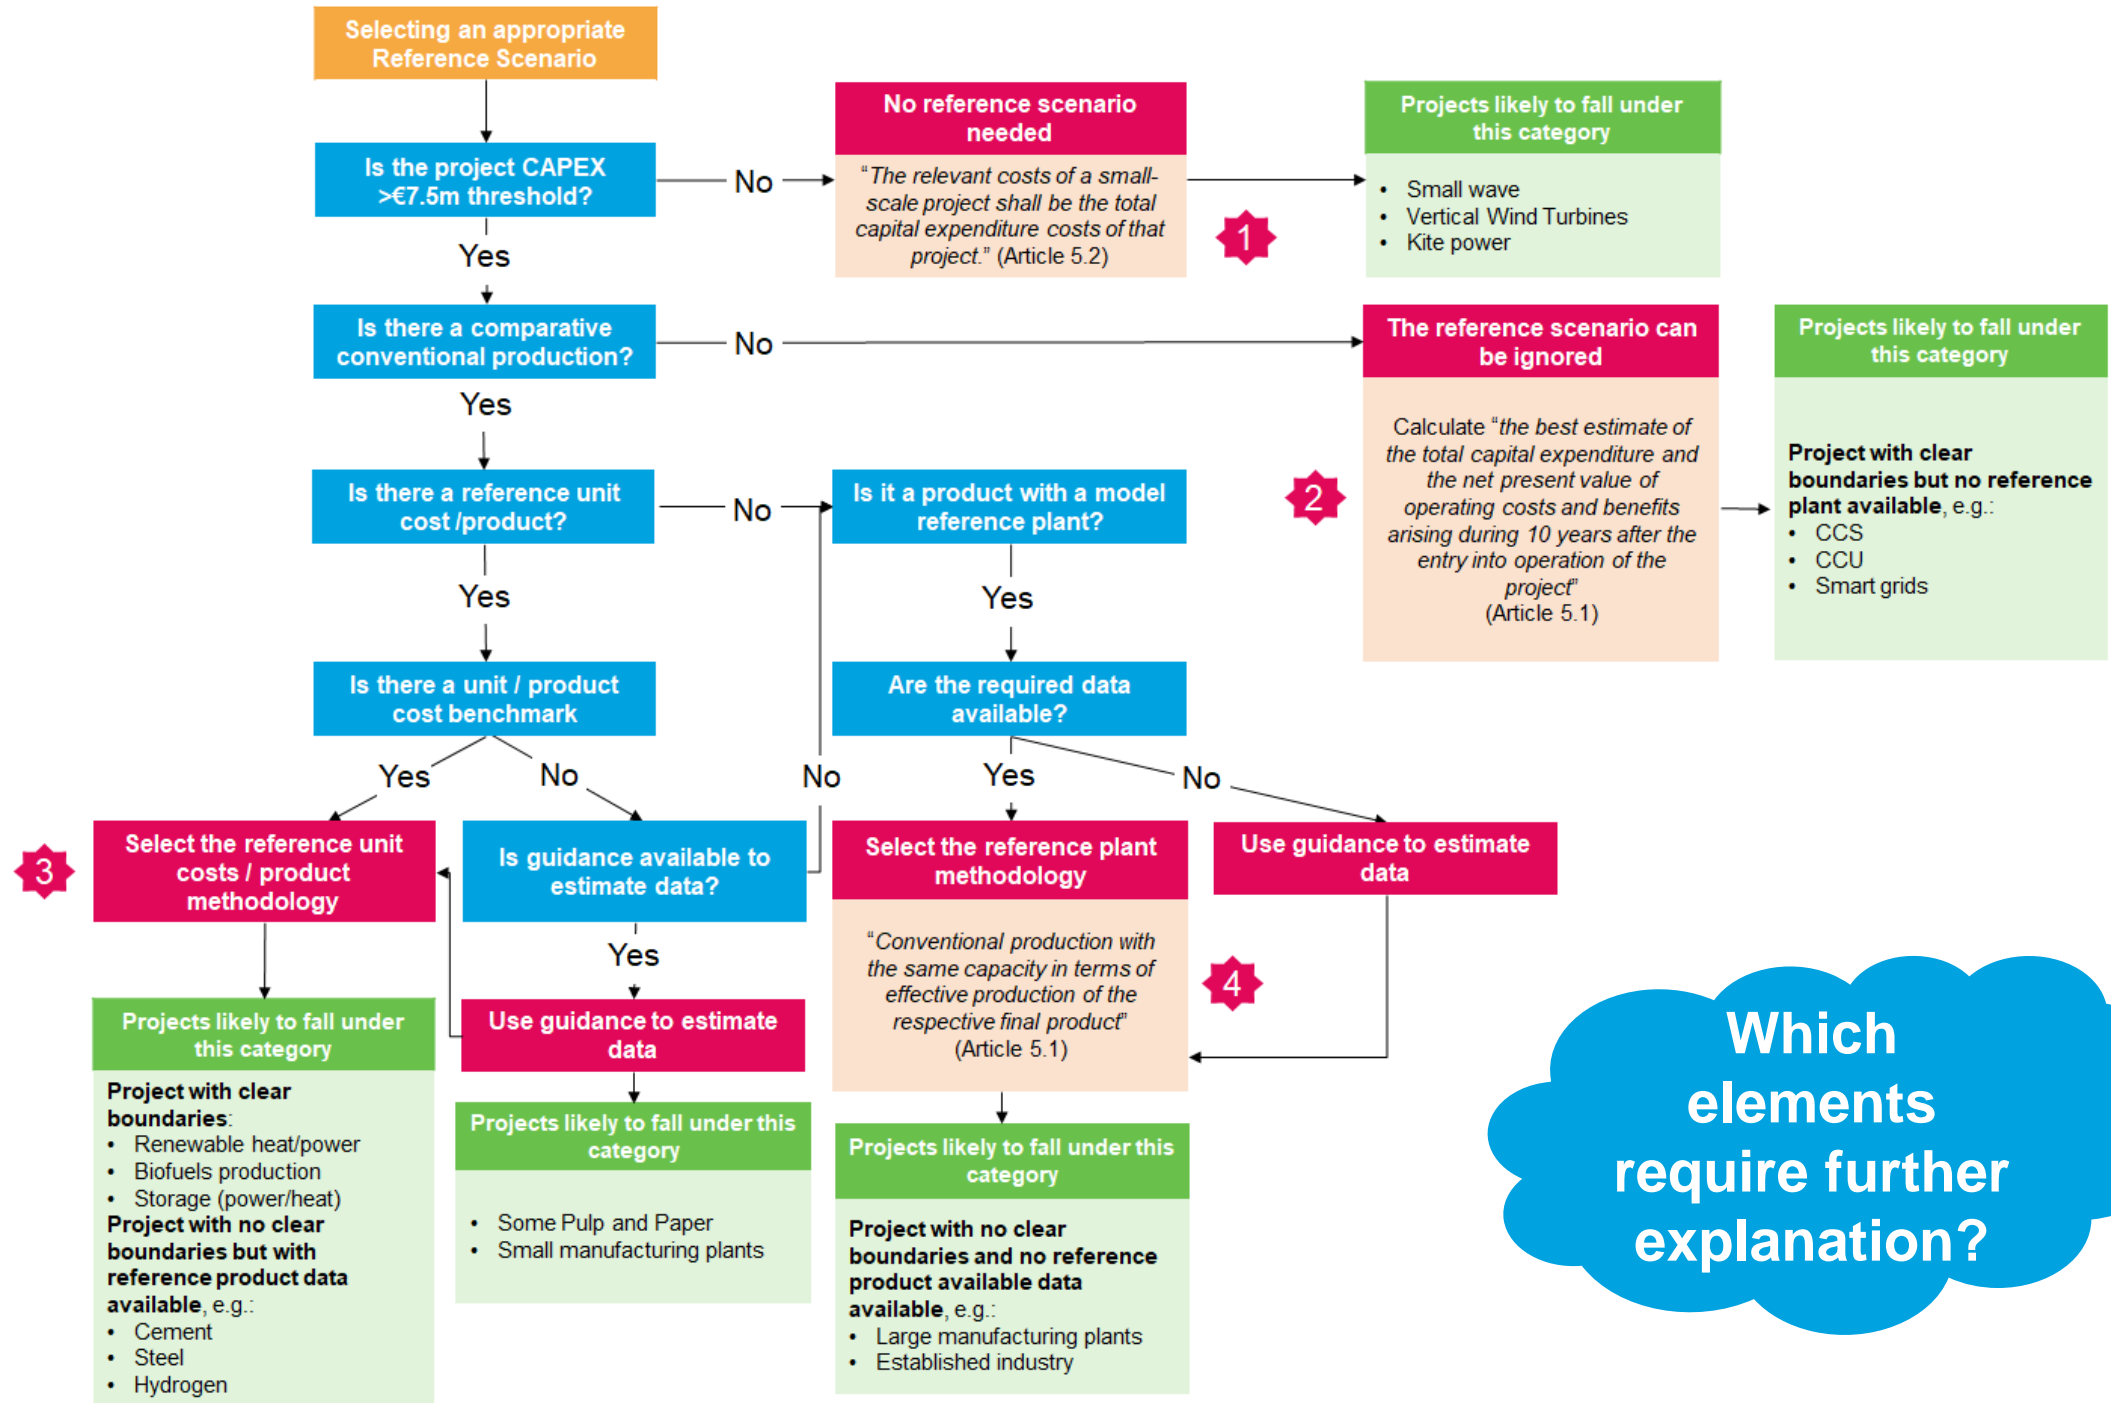 Selecting an appropriate
Reference Scenario
Is the project CAPEX
>€7.5m threshold?
No
No reference scenario
needed
“The relevant costs of a small-
scale project shall be the total
capital expenditure costs of that
project.” (Article 5.2)
1
Projects likely to fall under
this category
• Small wave
• Vertical Wind Turbines
• Kite power
Yes
Is there a comparative
conventional production?
No
The reference scenario can
be ignored
Calculate “the best estimate of
the total capital expenditure and
the net present value of
operating costs and benefits
arising during 10 years after the
entry into operation of the
project”
(Article 5.1)
2
Projects likely to fall under
this category
Project with clear
boundaries but no reference
plant available, e.g.:
• CCS
• CCU
• Smart grids
Yes
Is there a reference unit
cost /product?
No
Is it a product with a model
reference plant?
Yes
Yes
Is there a unit / product
cost benchmark
Are the required data
available?
Yes
No
No
Yes
No
3
Select the reference unit
costs / product
methodology
Is guidance available to
estimate data?
Select the reference plant
methodology
“Conventional production with
the same capacity in terms of
effective production of the
respective final product”
(Article 5.1)
4
Use guidance to estimate
data
Yes
Use guidance to estimate
data
Projects likely to fall under
this category
Project with clear
boundaries:
• Renewable heat/power
• Biofuels production
• Storage (power/heat)
Project with no clear
boundaries but with
reference product data
available, e.g.:
• Cement
• Steel
• Hydrogen
Projects likely to fall under this
category
• Some Pulp and Paper
• Small manufacturing plants
Projects likely to fall under this
category
Project with no clear
boundaries and no reference
product available data
available, e.g.:
• Large manufacturing plants
• Established industry
Which
elements
require further
explanation?